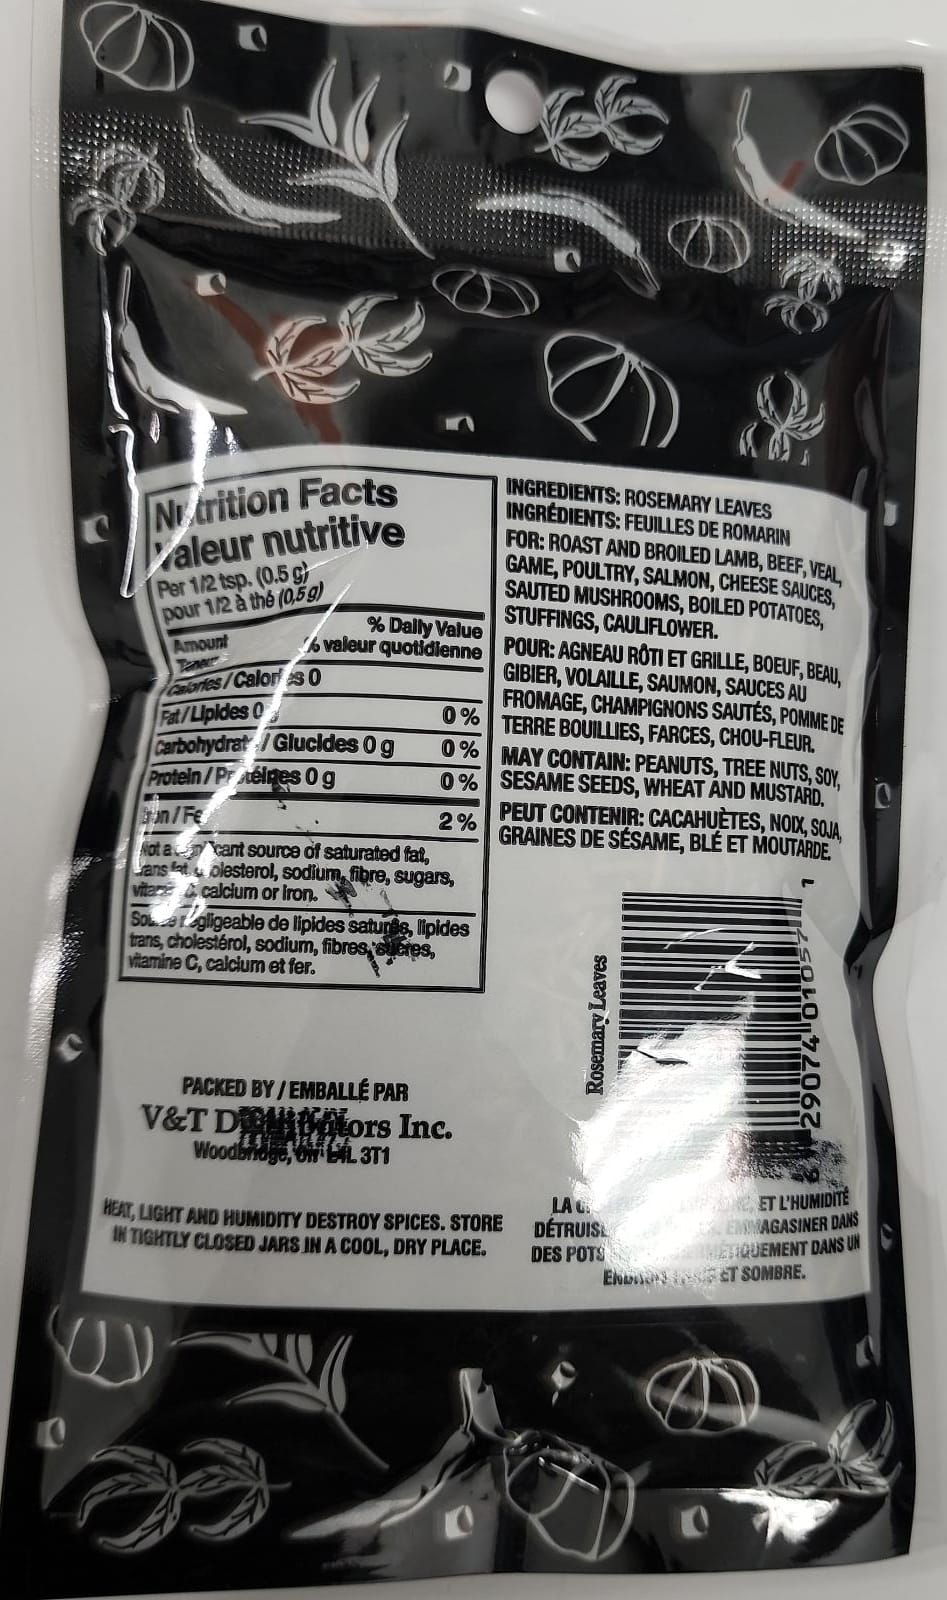 Nutrition Facts
Valeur nutritive
Per 1/2 tsp. (0.5 g)
pour 1/2 à thé (0,5 g)
% Daily Value
Amount
% valeur quotidienne
Teneur
Calories / Calories 0
Fat / Lipides 0
0 %
Carbohydrate / Glucides 0 g
0 %
Protein / Protéines 0 g
0 %
Iron / Fe
2 %
Not a significant source of saturated fat,
trans fat, cholesterol, sodium, fibre, sugars,
calcium or iron.
Source négligeable de lipides saturés, lipides
trans, cholestérol, sodium, fibres, sucres,
vitamine C, calcium et fer.
INGREDIENTS: ROSEMARY LEAVES
INGRÉDIENTS: FEUILLES DE ROMARIN
FOR: ROAST AND BROILED LAMB, BEEF, VEAL,
GAME, POULTRY, SALMON, CHEESE SAUCES,
SAUTED MUSHROOMS, BOILED POTATOES,
STUFFINGS, CAULIFLOWER.
POUR: AGNEAU RÔTI ET GRILLE, BOEUF, BEAU,
GIBIER, VOLAILLE, SAUMON, SAUCES AU
FROMAGE, CHAMPIGNONS SAUTÉS, POMME DE
TERRE BOUILLIES, FARCES, CHOU-FLEUR.
MAY CONTAIN: PEANUTS, TREE NUTS, SOY,
SESAME SEEDS, WHEAT AND MUSTARD.
PEUT CONTENIR: CACAHUÈTES, NOIX, SOJA,
GRAINES DE SÉSAME, BLÉ ET MOUTARDE.
Rosemary Leaves
6 29074 01057 1
PACKED BY / EMBALLÉ PAR
V&T Distributors Inc.
Woodbridge, ON L4L 3T1
HEAT, LIGHT AND HUMIDITY DESTROY SPICES. STORE
IN TIGHTLY CLOSED JARS IN A COOL, DRY PLACE.
LA ET L'HUMIDITÉ
EMMAGASINER DANS
DES POTS DANS UN
ET SOMBRE.